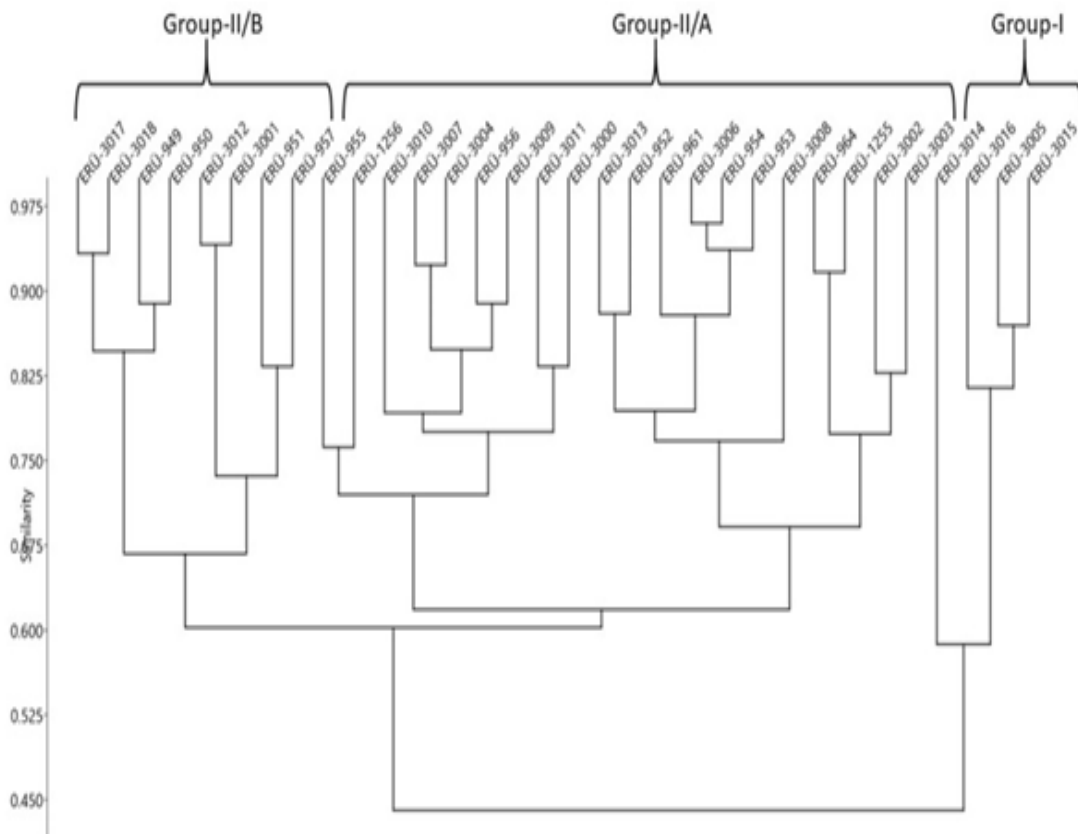 Group-II/B Group-II/A Group-I
ERÜ-3017
ERÜ-3018
ERÜ-949
ERÜ-950
ERÜ-3012
ERÜ-3001
ERÜ-951
ERÜ-957
ERÜ-955
ERÜ-1256
ERÜ-3010
ERÜ-3007
ERÜ-3004
ERÜ-956
ERÜ-3009
ERÜ-3011
ERÜ-3000
ERÜ-3013
ERÜ-952
ERÜ-961
ERÜ-3006
ERÜ-954
ERÜ-953
ERÜ-3008
ERÜ-964
ERÜ-1255
ERÜ-3002
ERÜ-3003
ERÜ-3014
ERÜ-3016
ERÜ-3005
ERÜ-3015
0.975
0.900
0.825
0.750
0.675
0.600
0.525
0.450
Similarity